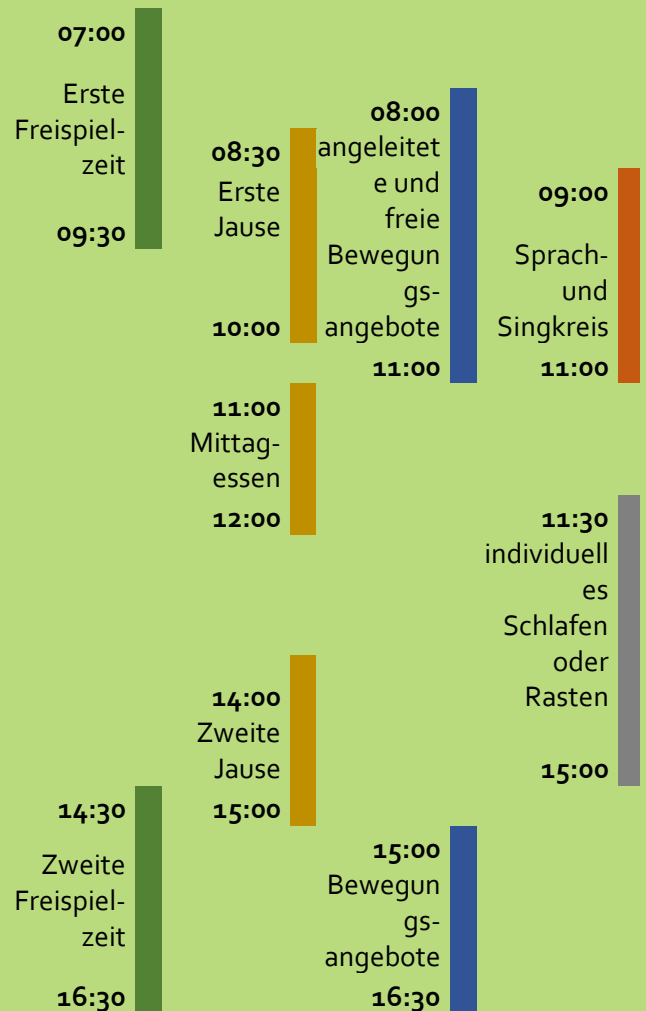 07:00
Erste
Freispiel-
zeit
09:30
08:30
Erste
Jause
10:00
08:00
angeleitet
e und
freie
Bewegun
gs-
angebote
11:00
09:00
Sprach-
und
Singkreis
11:00
11:00
Mittag-
essen
12:00
11:30
individuell
es
Schlafen
oder
Rasten
15:00
14:00
Zweite
Jause
15:00
14:30
Zweite
Freispiel-
zeit
16:30
15:00
Bewegun
gs-
angebote
16:30